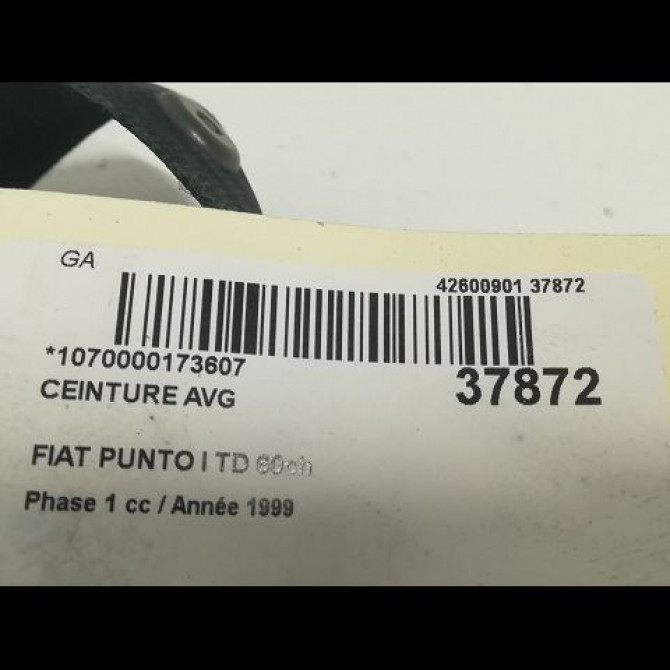 GA
42600901 37872
*1070000173607
37872
CEINTURE AVG
FIAT PUNTO I TD 60ch
Phase 1 cc / Année 1999